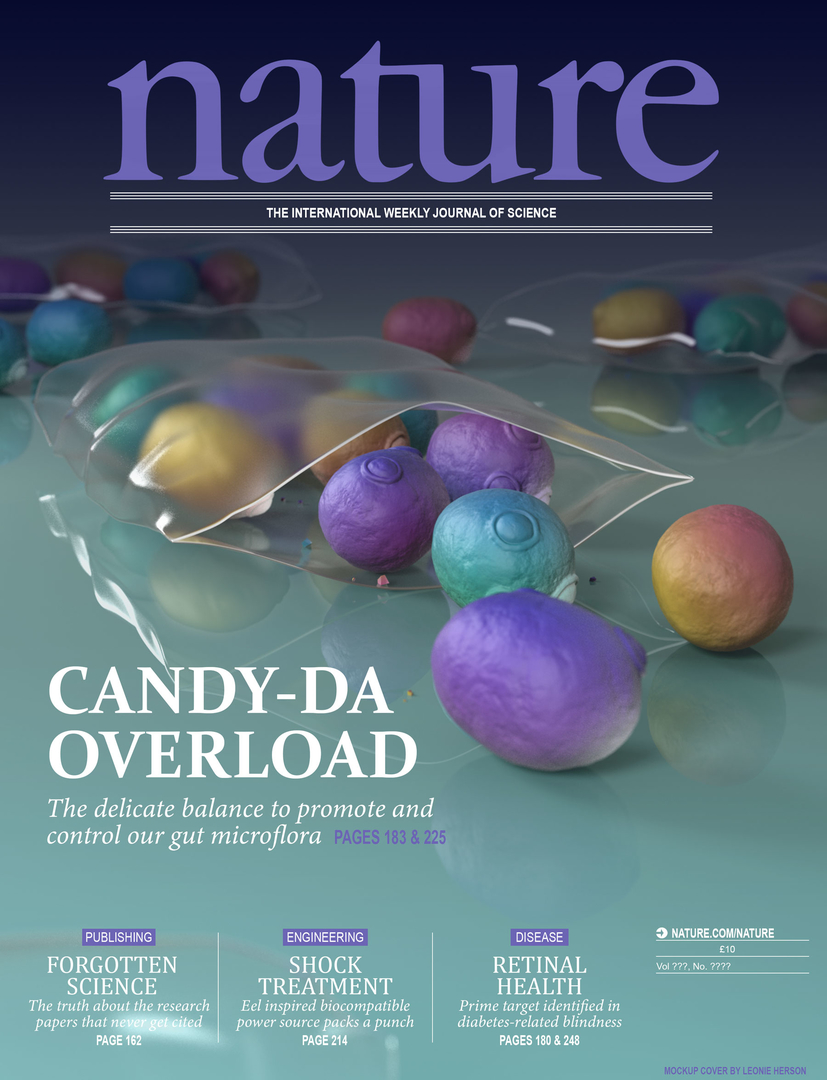 nature
THE INTERNATIONAL WEEKLY JOURNAL OF SCIENCE
CANDY-DA
OVERLOAD
The delicate balance to promote and
control our gut microflora PAGES 183 & 225
PUBLISHING
FORGOTTEN
SCIENCE
The truth about the research
papers that never get cited
PAGE 162
ENGINEERING
SHOCK
TREATMENT
Eel inspired biocompatible
power source packs a punch
PAGE 214
DISEASE
RETINAL
HEALTH
Prime target identified in
diabetes-related blindness
PAGES 180 & 248
NATURE.COM/NATURE
£10
Vol ???, No. ????
MOCKUP COVER BY LEONIE HERSON